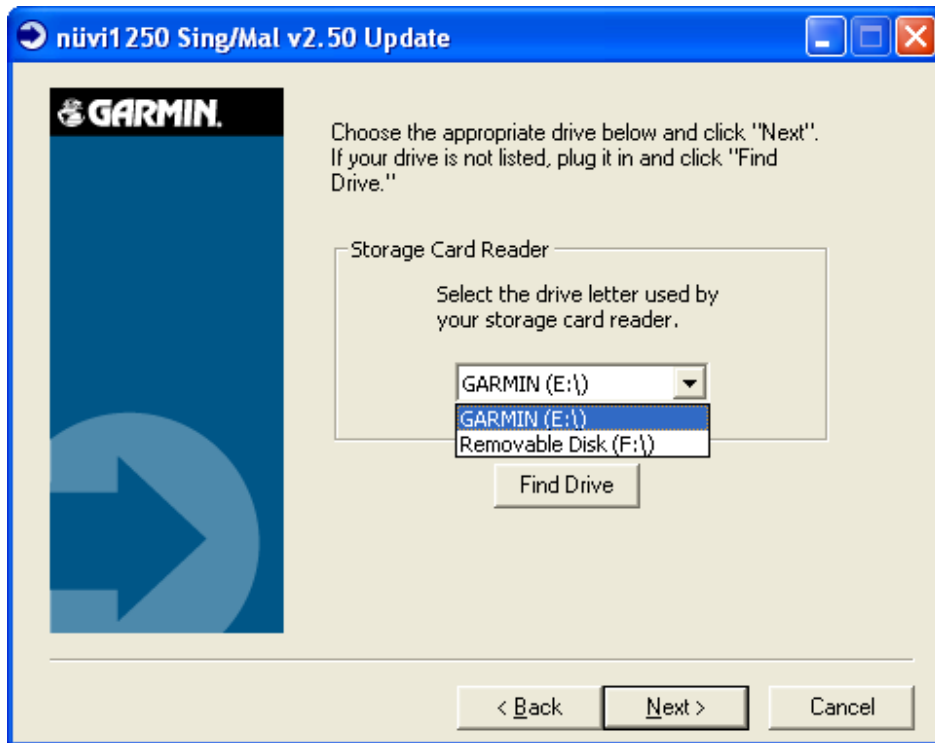 nüvi1250 Sing/Mal v2.50 Update
GARMIN.
Choose the appropriate drive below and click "Next".
If your drive is not listed, plug it in and click "Find
Drive."
Storage Card Reader
Select the drive letter used by
your storage card reader.
GARMIN (E:\)
GARMIN (E:\)
Removable Disk (F:\)
Find Drive
< Back
Next >
Cancel